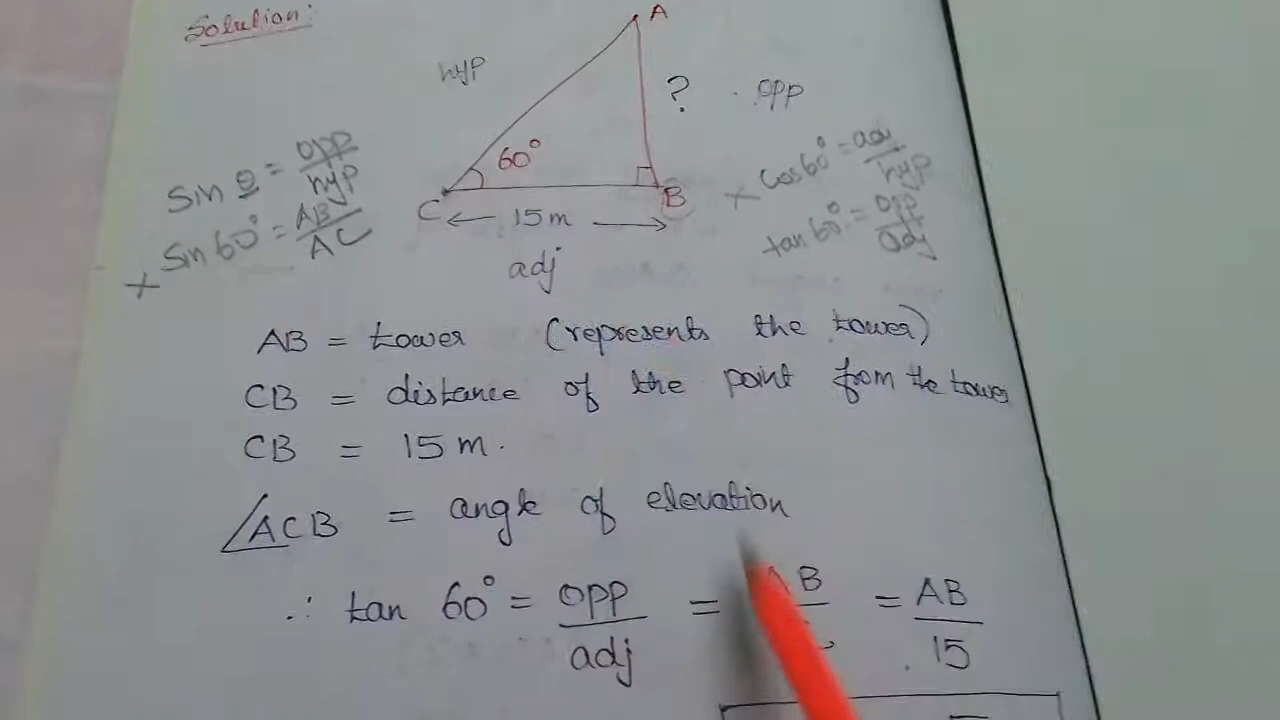 Solution:
A
hyp
?
opp
60°
Sin θ = opp/hyp
Cos 60° = adj/hyp
× Sin 60° = AB/AC
× tan 60° = opp/adj
C
B
15m
adj
AB = tower (represents the tower)
CB = distance of the point from the tower
CB = 15 m.
∠ACB = angle of elevation
∴ tan 60° = opp/adj = AB/ = AB/15